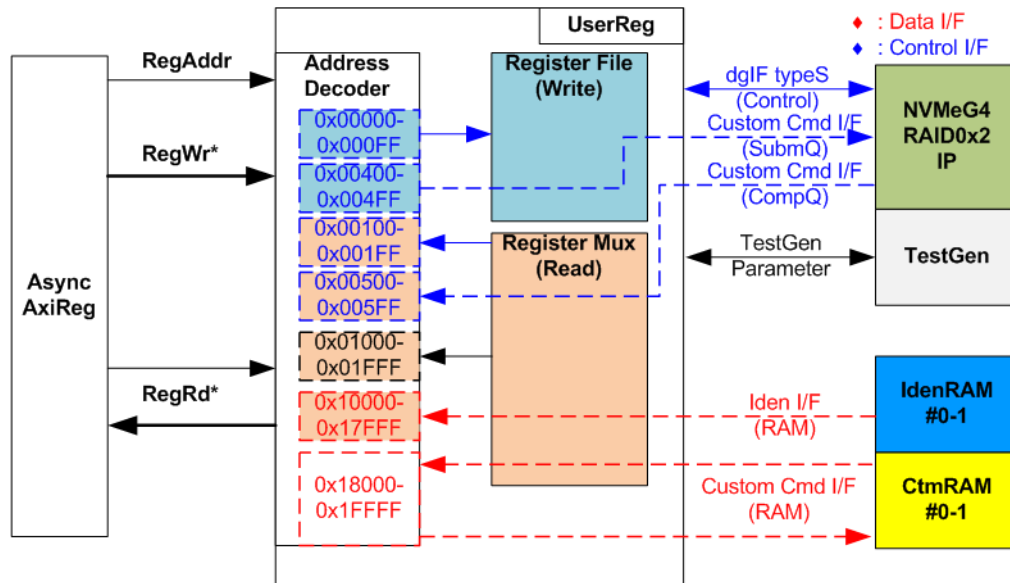 UserReg
♦ : Data I/F
♦ : Control I/F
Async
AxiReg
RegAddr
RegWr*
RegRd*
Address
Decoder
0x00000-
0x000FF
0x00400-
0x004FF
0x00100-
0x001FF
0x00500-
0x005FF
0x01000-
0x01FFF
0x10000-
0x17FFF
0x18000-
0x1FFFF
Register File
(Write)
Register Mux
(Read)
dgIF typeS
(Control)
Custom Cmd I/F
(SubmQ)
Custom Cmd I/F
(CompQ)
TestGen
Parameter
Iden I/F
(RAM)
Custom Cmd I/F
(RAM)
NVMeG4
RAID0x2
IP
TestGen
IdenRAM
#0-1
CtmRAM
#0-1